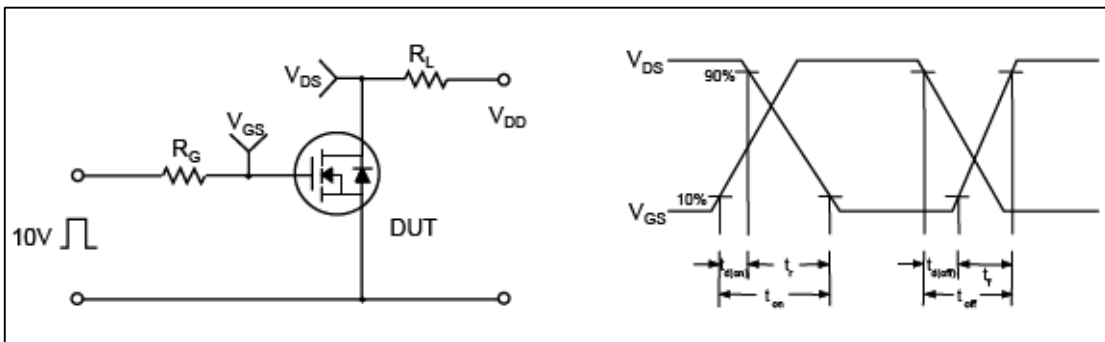 V_DS
R_L
V_DD
V_GS
R_G
10V
DUT
V_DS
90%
10%
V_GS
t_d(on)
t_r
t_d(off)
t_f
t_on
t_off